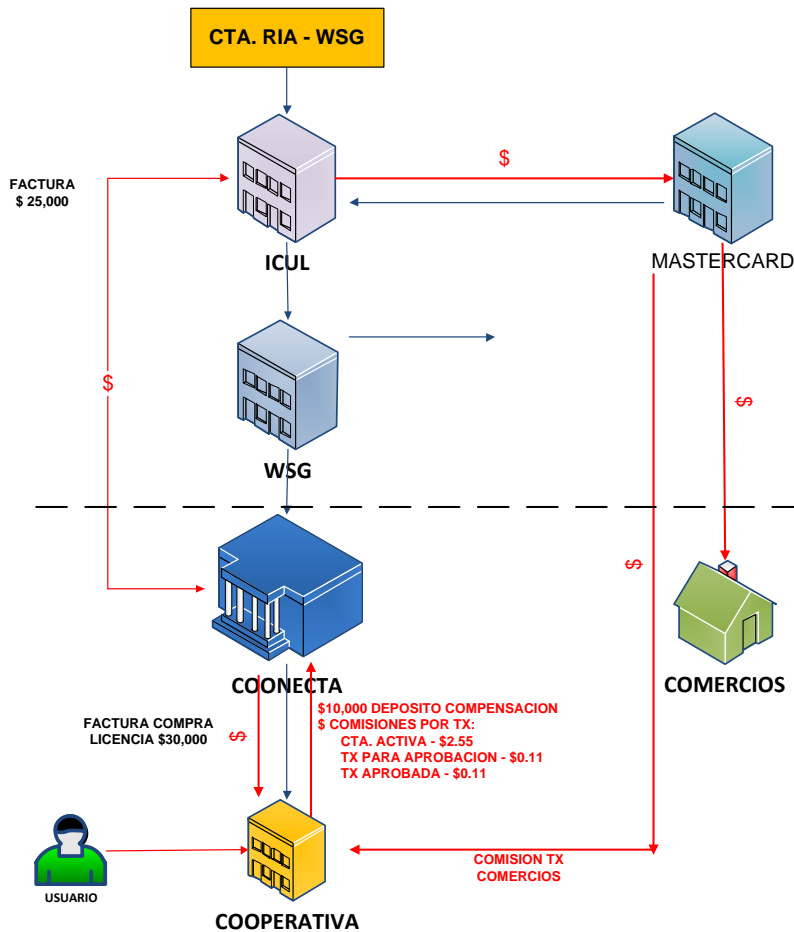 CTA. RIA - WSG
$
FACTURA
$ 25,000
ICUL
MASTERCARD
$
$
WSG
$
COONECTA
COMERCIOS
$10,000 DEPOSITO COMPENSACION
$ COMISIONES POR TX:
CTA. ACTIVA - $2.55
TX PARA APROBACION - $0.11
TX APROBADA - $0.11
FACTURA COMPRA
LICENCIA $30,000
$
COMISION TX
COMERCIOS
USUARIO
COOPERATIVA